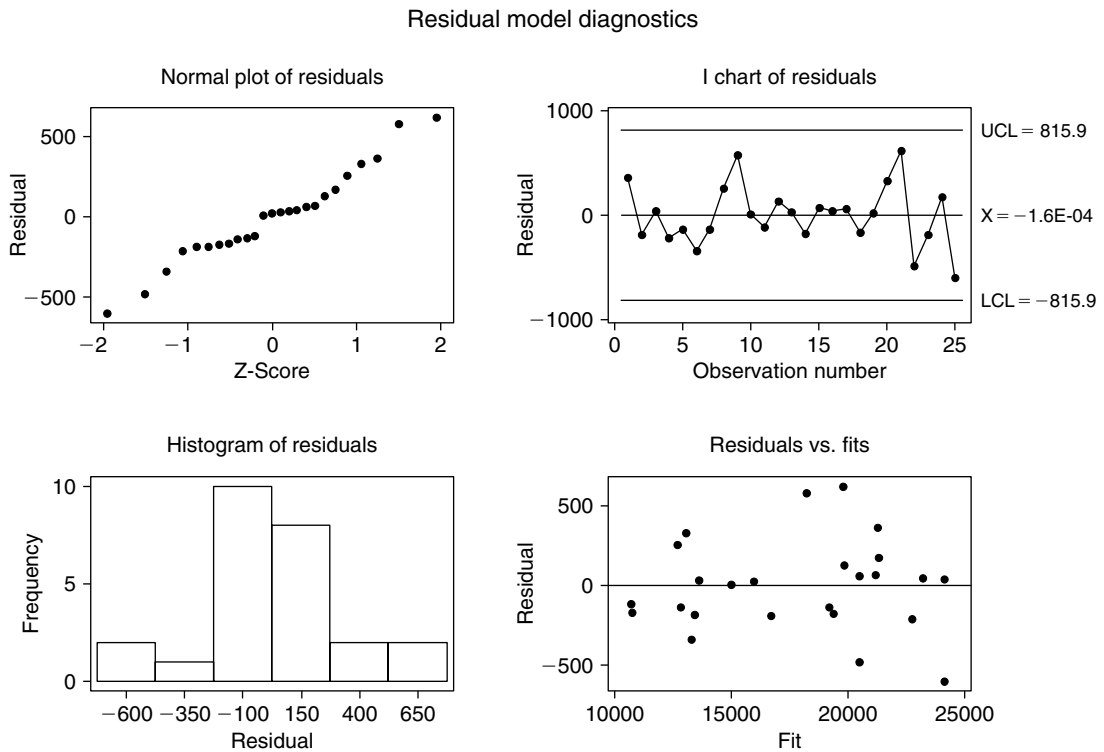 Residual model diagnostics
Normal plot of residuals
Residual
500
0
−500
−2 −1 0 1 2
Z-Score
I chart of residuals
Residual
1000
0
−1000
UCL = 815.9
X = −1.6E-04
LCL = −815.9
0 5 10 15 20 25
Observation number
Histogram of residuals
Frequency
10
5
0
−600 −350 −100 150 400 650
Residual
Residuals vs. fits
Residual
500
0
−500
10000 15000 20000 25000
Fit